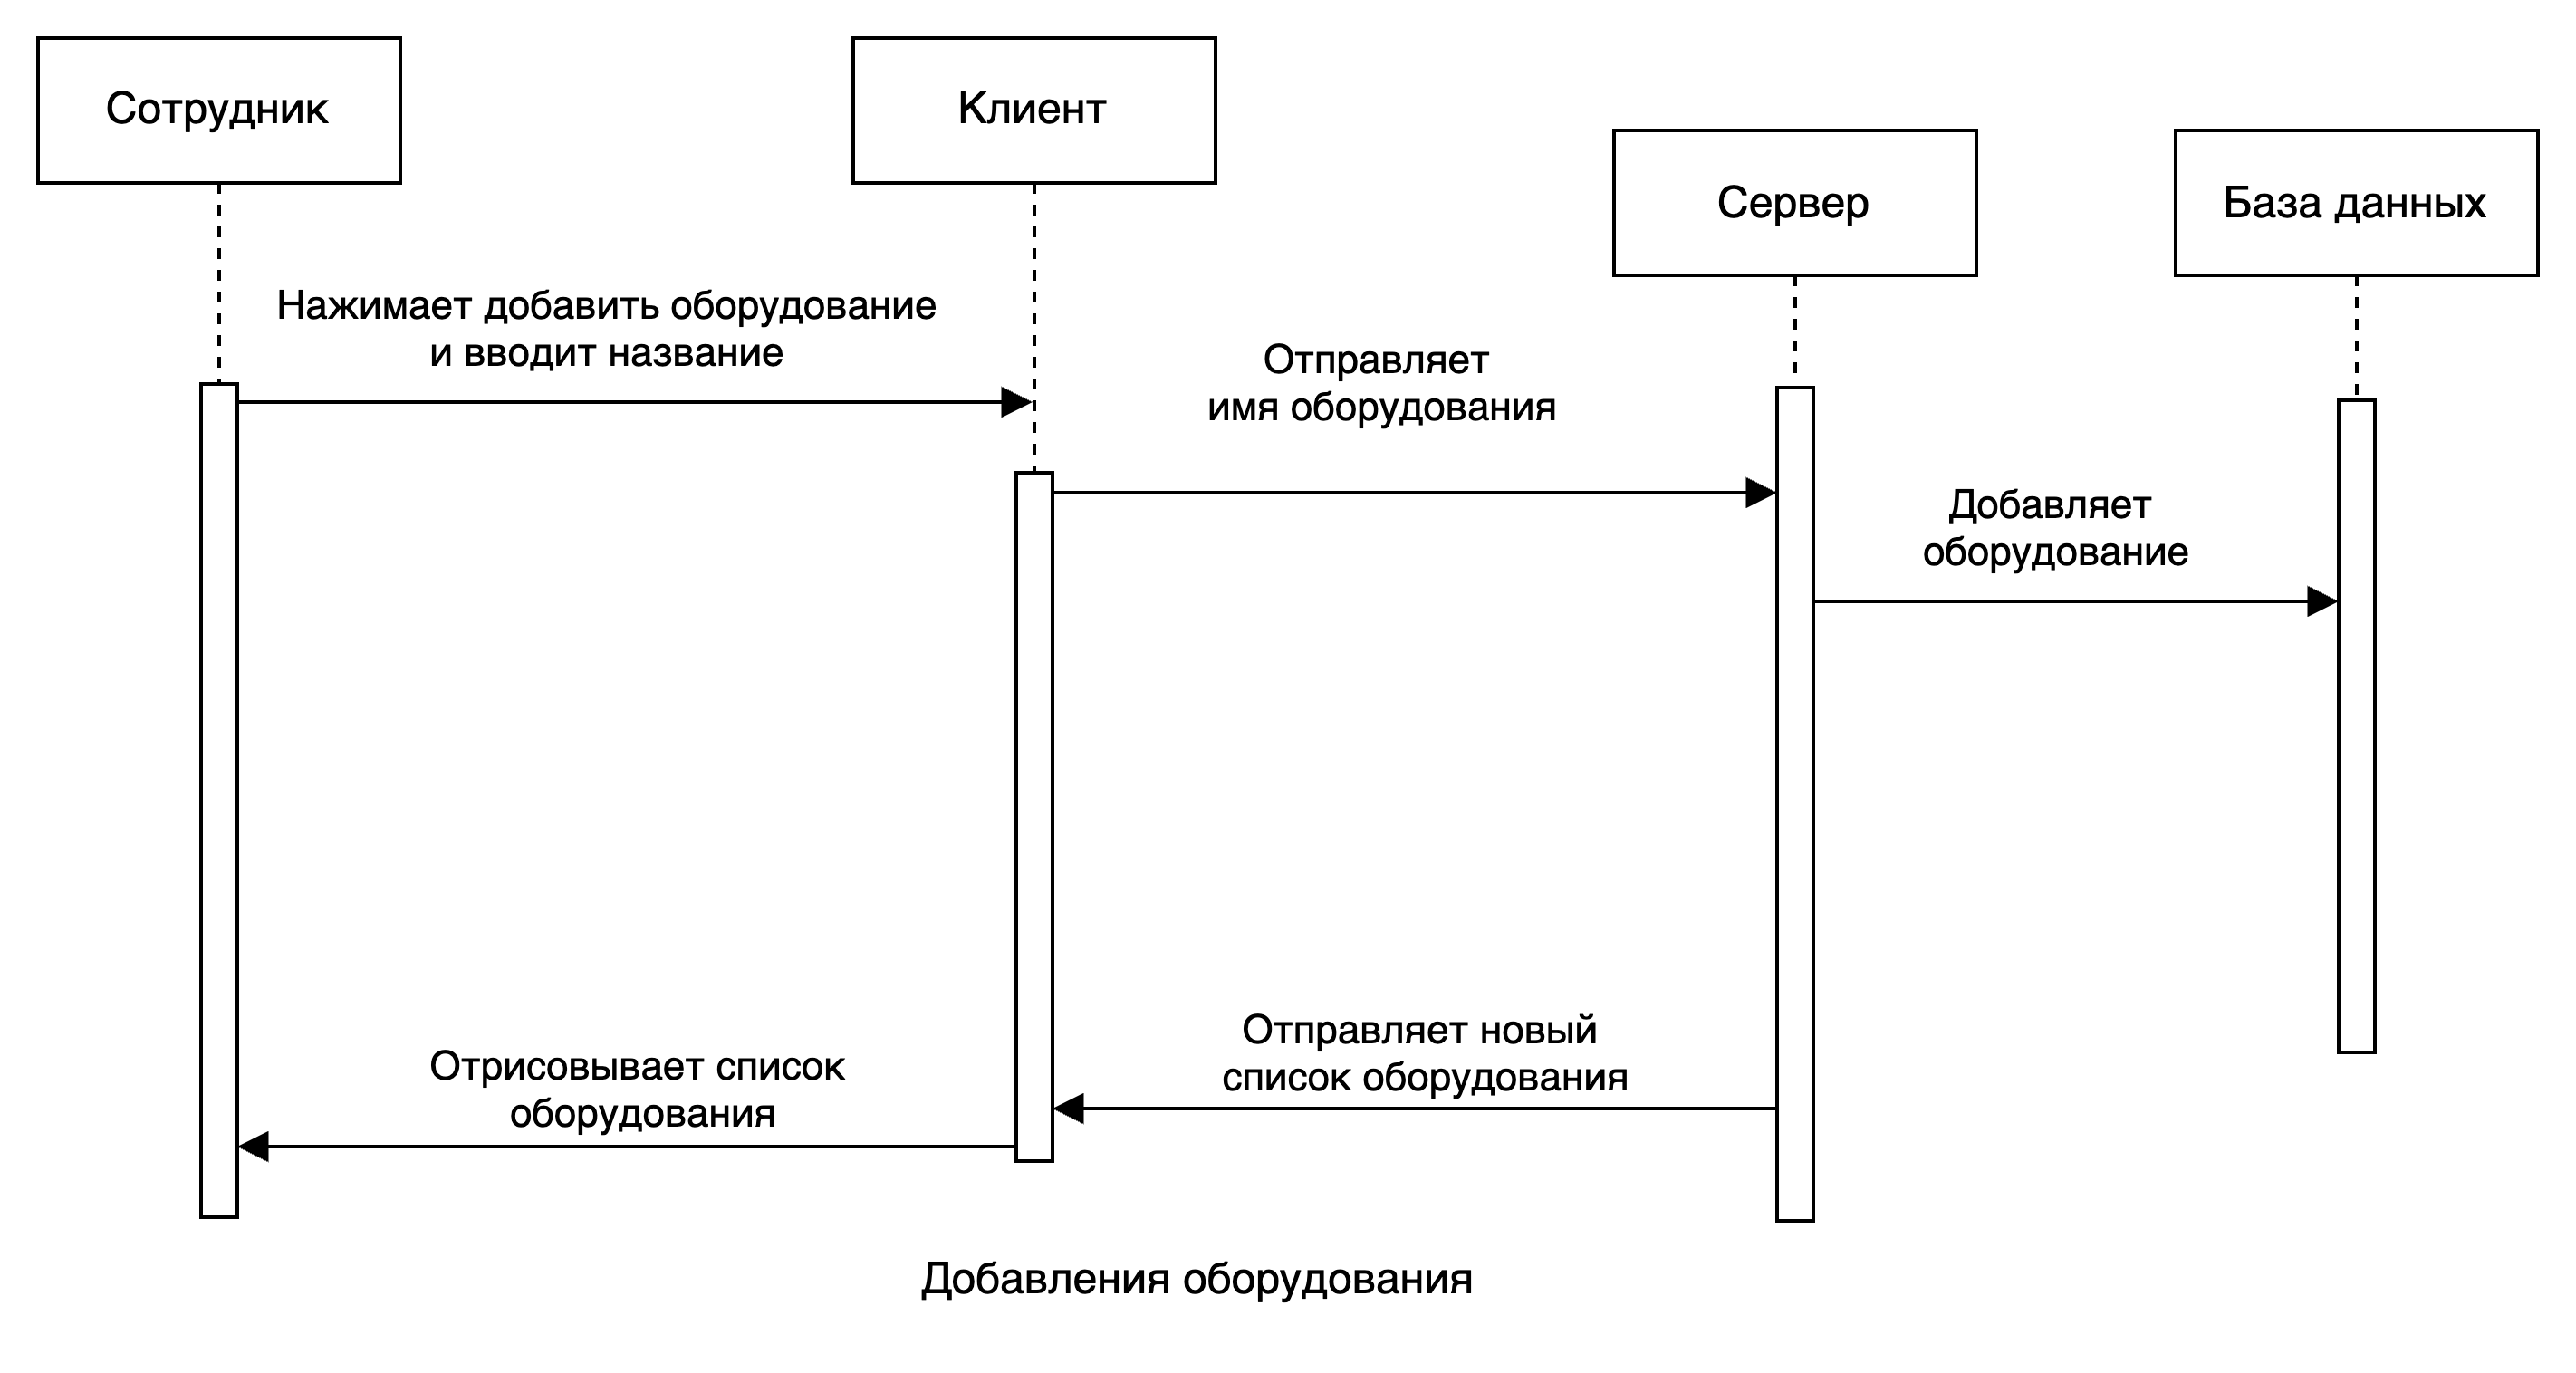 Сотрудник
Клиент
Сервер
База данных
Нажимает добавить оборудование
и вводит название
Отправляет
имя оборудования
Добавляет
оборудование
Отправляет новый
список оборудования
Отрисовывает список
оборудования
Добавления оборудования